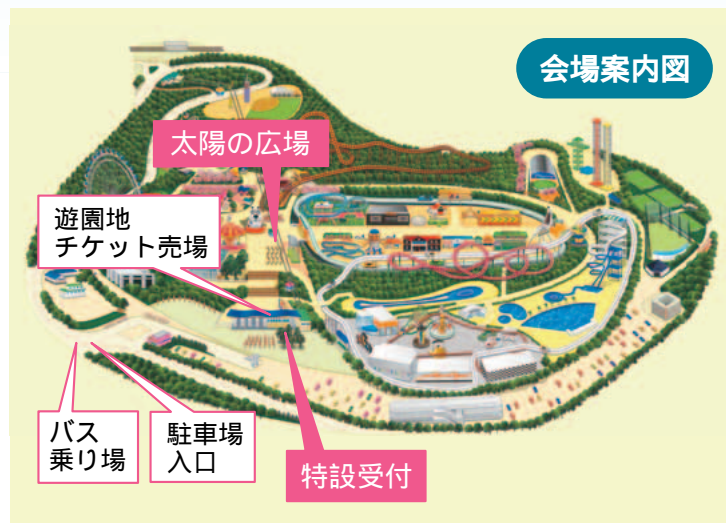 会場案内図
太陽の広場
遊園地
チケット売場
バス
乗り場
駐車場
入口
特設受付